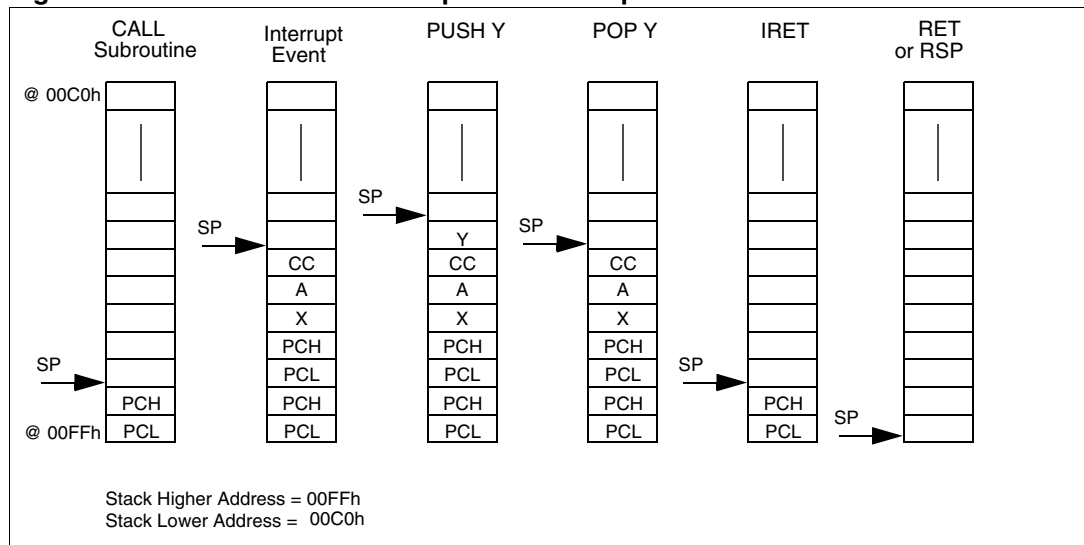 CALL
Subroutine
Interrupt
Event
PUSH Y
POP Y
IRET
RET
or RSP
@ 00C0h
SP
SP
SP
Y
CC
CC
CC
A
A
A
X
X
X
PCH
PCH
PCH
SP
PCL
PCL
PCL
SP
PCH
PCH
PCH
PCH
PCH
SP
@ 00FFh
PCL
PCL
PCL
PCL
PCL
Stack Higher Address = 00FFh
Stack Lower Address = 00C0h